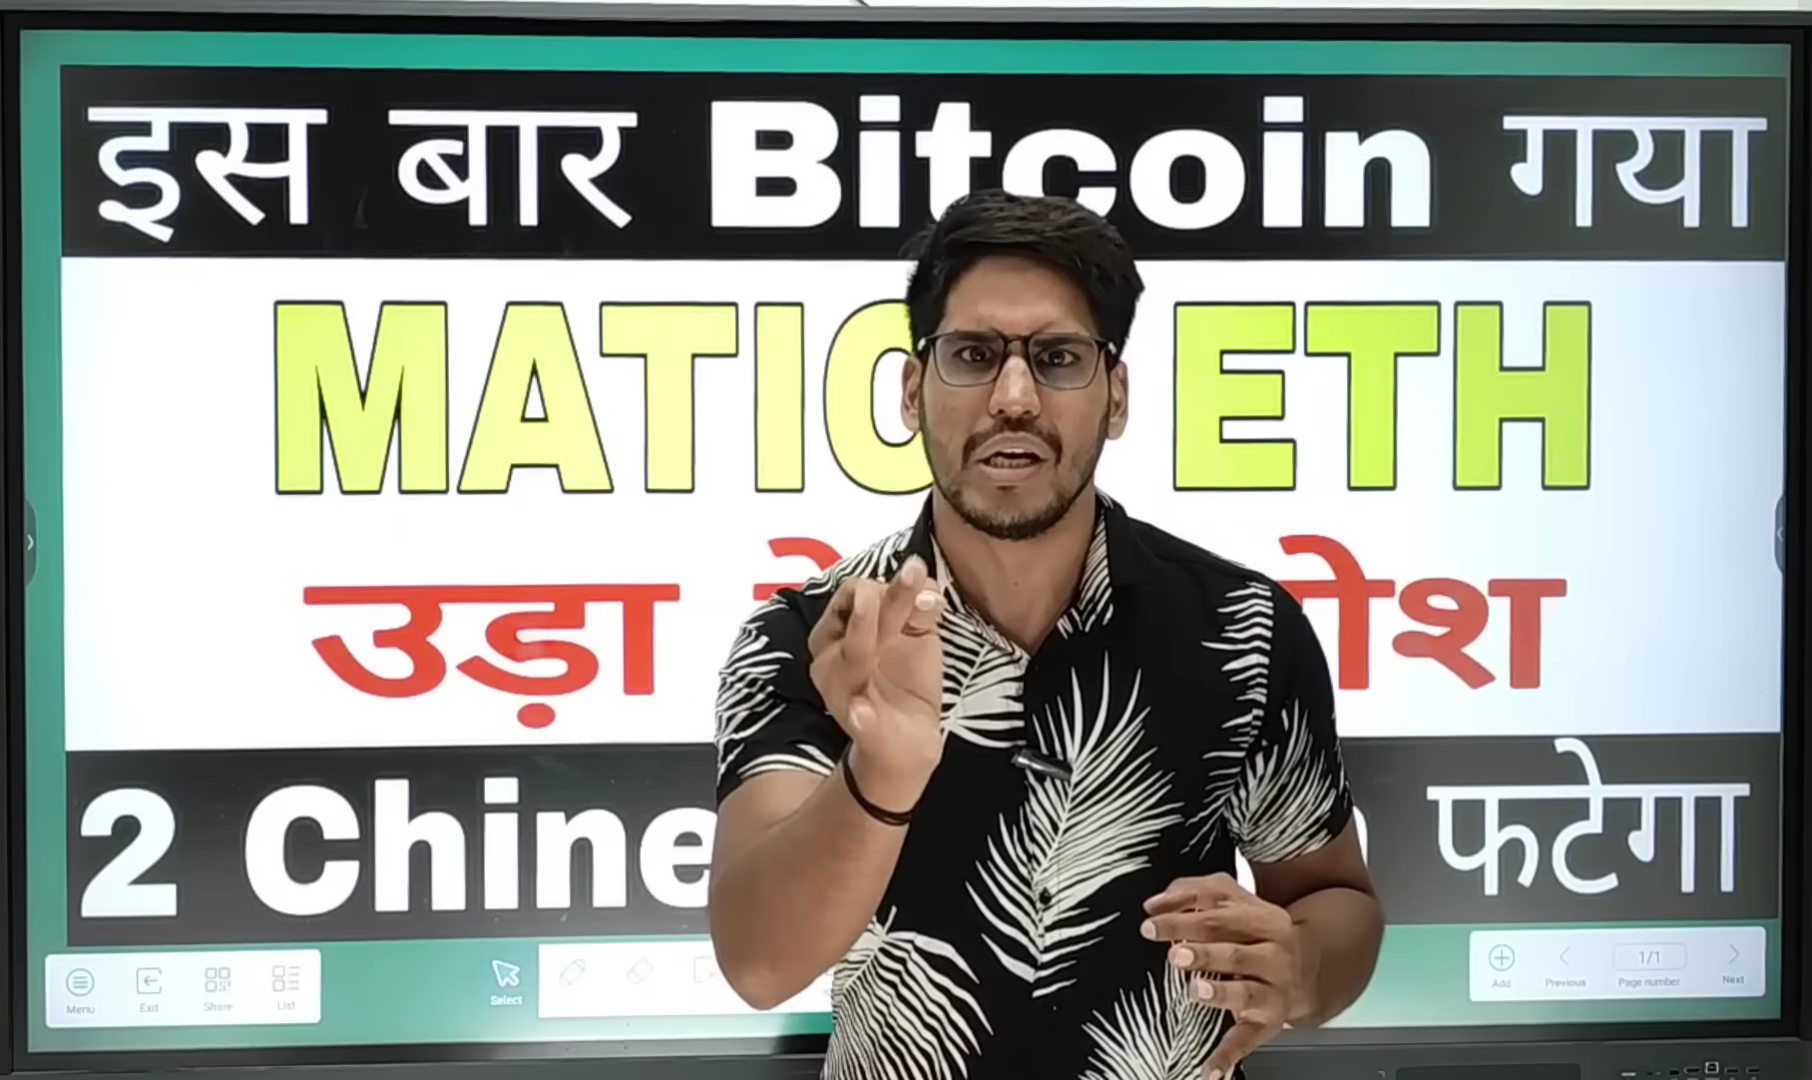 इस बार Bitcoin गया
MATIC ETH
उड़ा
2
फटेगा
Menu
Exit
Share
List
Select
Add
Previous
1/1
Page number
Next